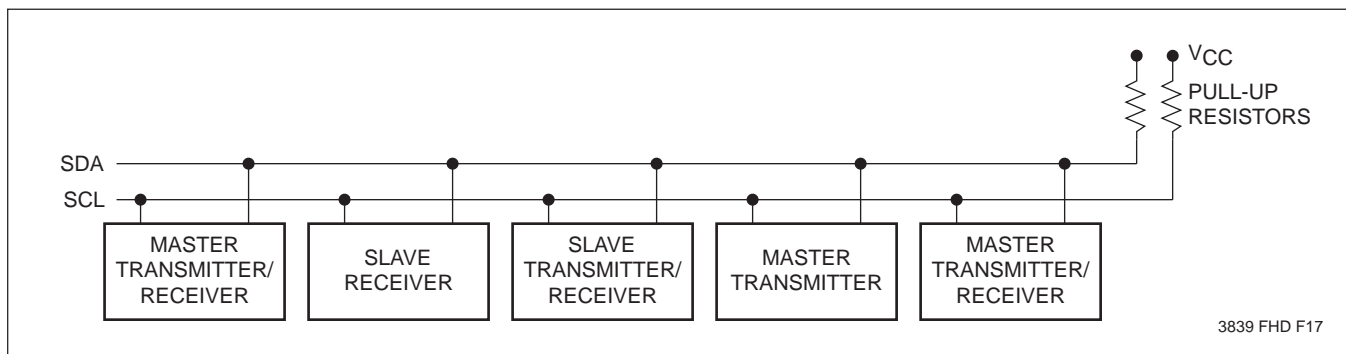 VCC
PULL-UP
RESISTORS
SDA
SCL
MASTER
TRANSMITTER/
RECEIVER
SLAVE
RECEIVER
SLAVE
TRANSMITTER/
RECEIVER
MASTER
TRANSMITTER
MASTER
TRANSMITTER/
RECEIVER
3839 FHD F17